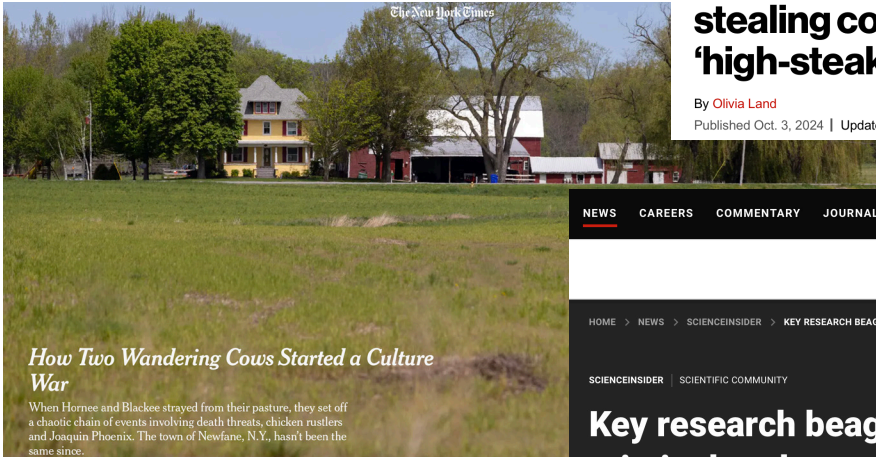 The New York Times
stealing co
‘high-steak
By Olivia Land
Published Oct. 3, 2024 | Update
NEWS CAREERS COMMENTARY JOURNAL
HOME > NEWS > SCIENCEINSIDER > KEY RESEARCH BEAG
How Two Wandering Cows Started a Culture
War
When Hornee and Blackee strayed from their pasture, they set off
a chaotic chain of events involving death threats, chicken rustlers
and Joaquin Phoenix. The town of Newfane, N.Y., hasn’t been the
same since.
SCIENCEINSIDER | SCIENTIFIC COMMUNITY
Key research beag